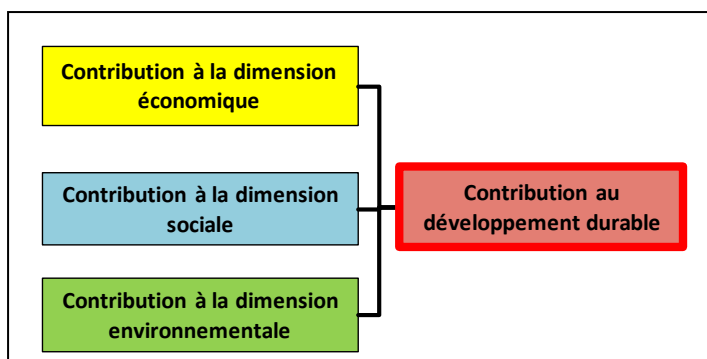 Contribution à la dimension
économique
Contribution à la dimension
sociale
Contribution au
développement durable
Contribution à la dimension
environnementale